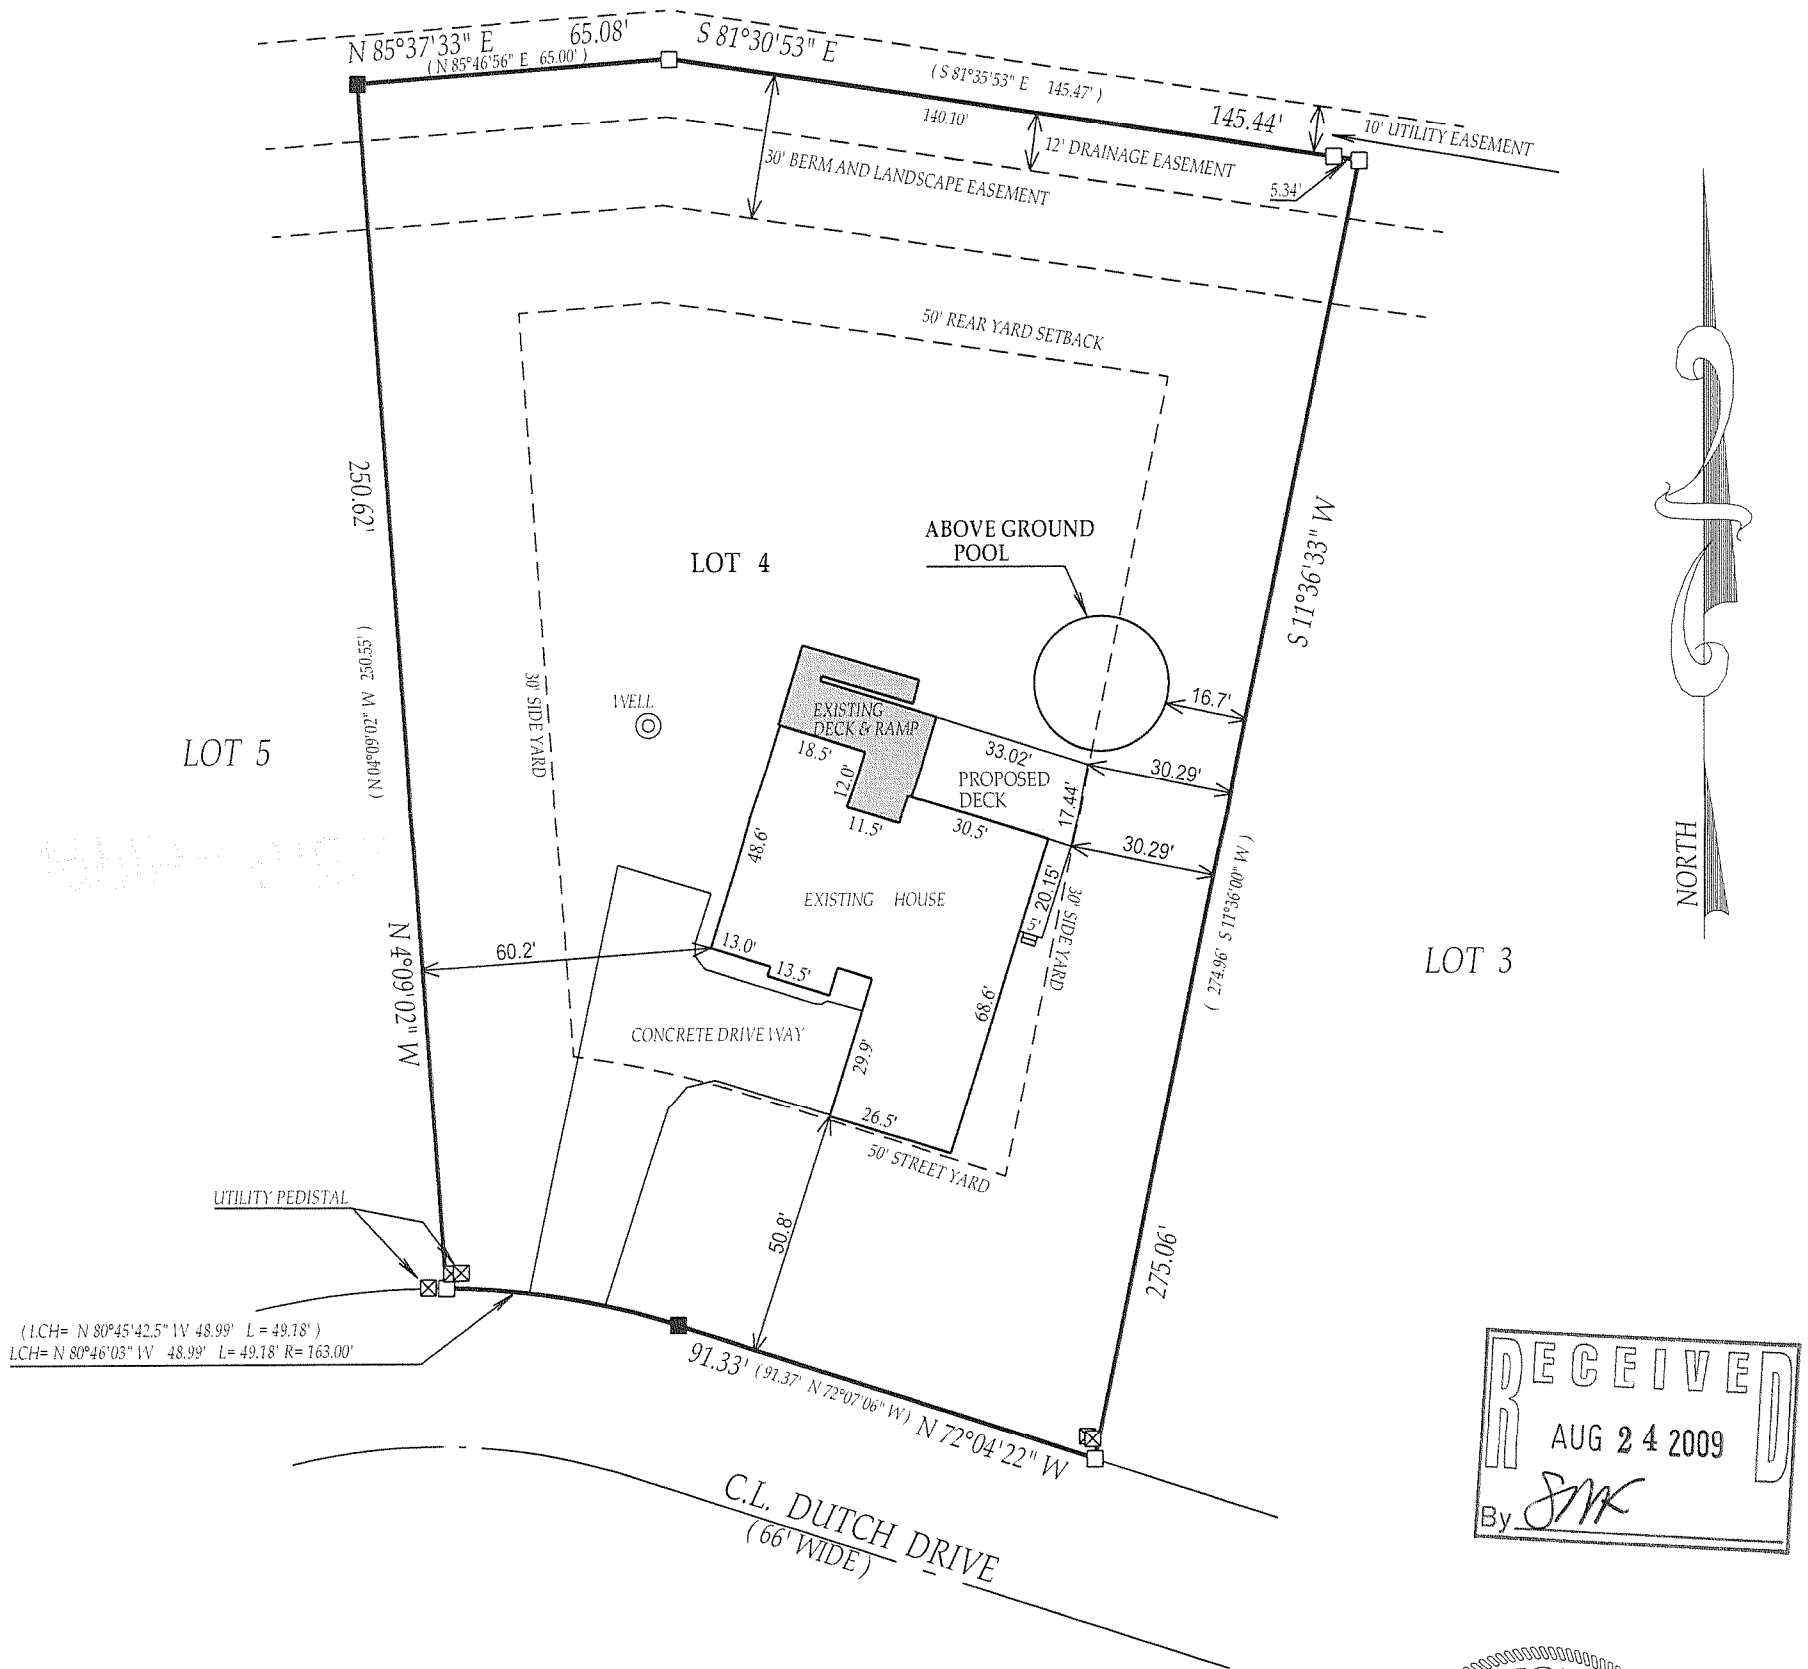 N 85°37'33" E 65.08'
( N 85°46'56" E 65.00' )
S 81°30'53" E
( S 81°35'53" E 145.47' )
140.10'
145.44'
10' UTILITY EASEMENT
12' DRAINAGE EASEMENT
30' BERM AND LANDSCAPE EASEMENT
5.34'
50' REAR YARD SETBACK
250.62'
( N 04°09'02" W 250.55' )
N 4°09'02" W
LOT 4
ABOVE GROUND
POOL
S 11°36'33" W
30' SIDE YARD
WELL
EXISTING
DECK & RAMP
16.7'
LOT 5
18.5'
12.0'
11.5'
33.02'
PROPOSED
DECK
17.44'
30.29'
30.5'
30.29'
48.6'
EXISTING HOUSE
20.15'
5'
30' SIDE YARD
( 274.96' S 11°36'00" W )
NORTH
LOT 3
60.2'
13.0'
13.5'
68.6'
CONCRETE DRIVEWAY
29.9'
26.5'
50' STREET YARD
50.8'
275.06'
UTILITY PEDISTAL
( LCH= N 80°45'42.5" W 48.99' L = 49.18' )
LCH= N 80°46'03" W 48.99' L= 49.18' R= 163.00'
91.33' ( 91.37' N 72°07'06" W ) N 72°04'22" W
C.L. DUTCH DRIVE
( 66' WIDE )
RECEIVED
AUG 24 2009
By SMK